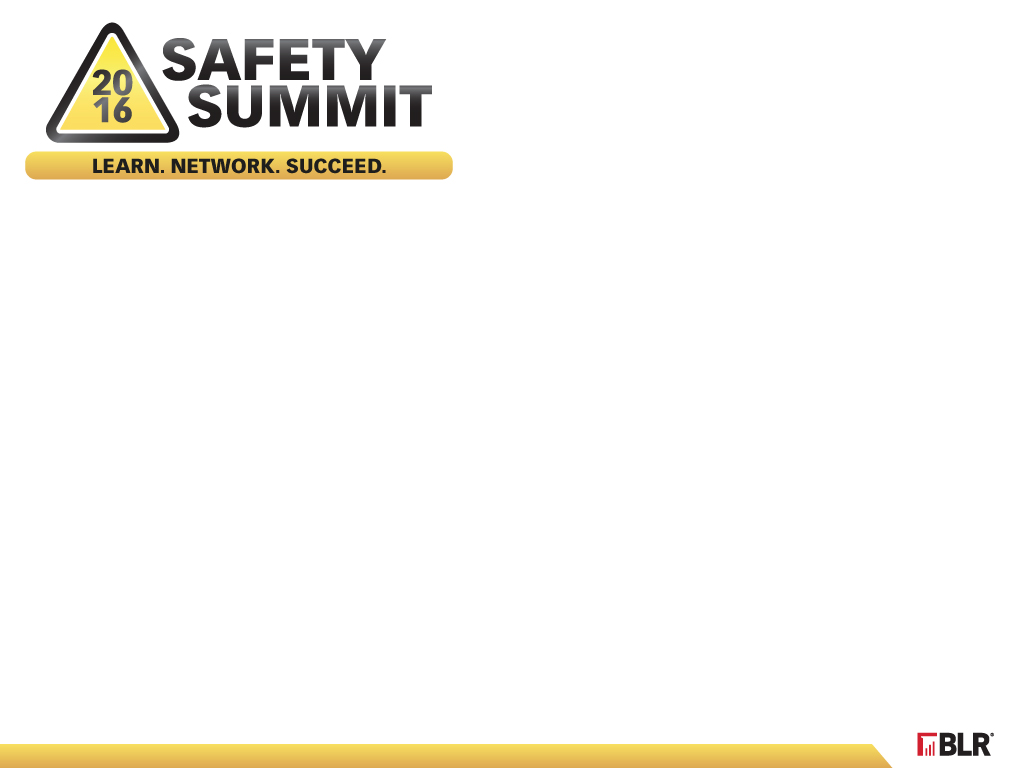 20
16
SAFETY
SUMMIT
LEARN. NETWORK. SUCCEED.
BLR®